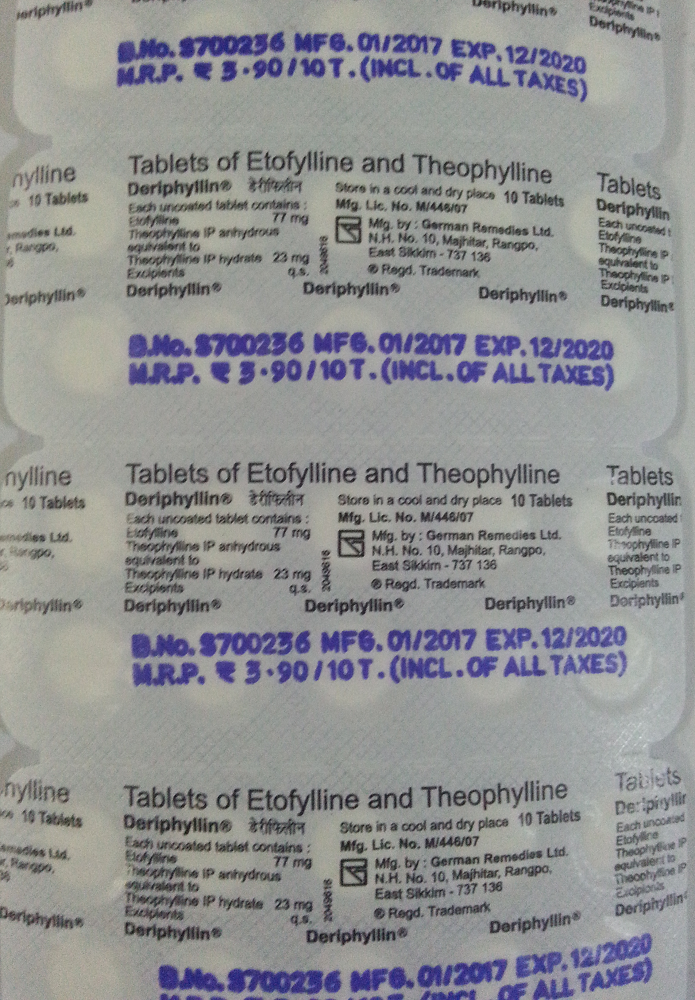 Deriphyllin®
B.No. S700236 MFG. 01/2017 EXP. 12/2020
M.R.P. ₹ 3.90/10 T. (INCL. OF ALL TAXES)
Tablets of Etofylline and Theophylline
Deriphyllin® डेरीफिलीन
Each uncoated tablet contains :
Etofylline 77 mg
Theophylline IP anhydrous
equivalent to
Theophylline IP hydrate 23 mg
Excipients q.s.
2049616
Store in a cool and dry place 10 Tablets
Mfg. Lic. No. M/446/07
Mfg. by : German Remedies Ltd.
N.H. No. 10, Majhitar, Rangpo,
East Sikkim - 737 136
® Regd. Trademark
Deriphyllin® Deriphyllin® Deriphyllin®
B.No. S700236 MFG. 01/2017 EXP. 12/2020
M.R.P. ₹ 3.90/10 T. (INCL. OF ALL TAXES)
Tablets of Etofylline and Theophylline
Deriphyllin® डेरीफिलीन
Each uncoated tablet contains :
Etofylline 77 mg
Theophylline IP anhydrous
equivalent to
Theophylline IP hydrate 23 mg
Excipients q.s.
2049616
Store in a cool and dry place 10 Tablets
Mfg. Lic. No. M/446/07
Mfg. by : German Remedies Ltd.
N.H. No. 10, Majhitar, Rangpo,
East Sikkim - 737 136
® Regd. Trademark
Deriphyllin® Deriphyllin® Deriphyllin®
B.No. S700236 MFG. 01/2017 EXP. 12/2020
M.R.P. ₹ 3.90/10 T. (INCL. OF ALL TAXES)
Tablets of Etofylline and Theophylline
Deriphyllin® डेरीफिलीन
Each uncoated tablet contains :
Etofylline 77 mg
Theophylline IP anhydrous
equivalent to
Theophylline IP hydrate 23 mg
Excipients q.s.
2049616
Store in a cool and dry place 10 Tablets
Mfg. Lic. No. M/446/07
Mfg. by : German Remedies Ltd.
N.H. No. 10, Majhitar, Rangpo,
East Sikkim - 737 136
® Regd. Trademark
Deriphyllin® Deriphyllin® Deriphyllin®
B.No. S700236 MFG. 01/2017 EXP. 12/2020
OF ALL TAXES)